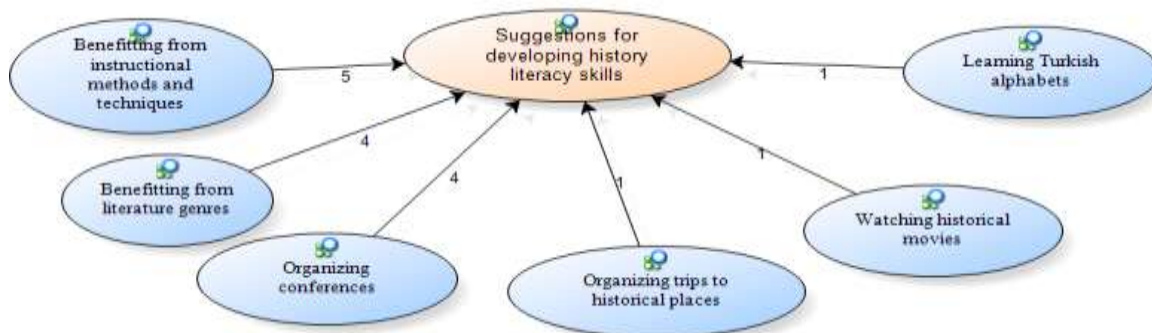 Suggestions for
developing history
literacy skills
Benefitting from
instructional
methods and
techniques
5
Learning Turkish
alphabets
1
Benefitting from
literature genres
4
Organizing
conferences
4
Organizing trips to
historical places
1
Watching historical
movies
1